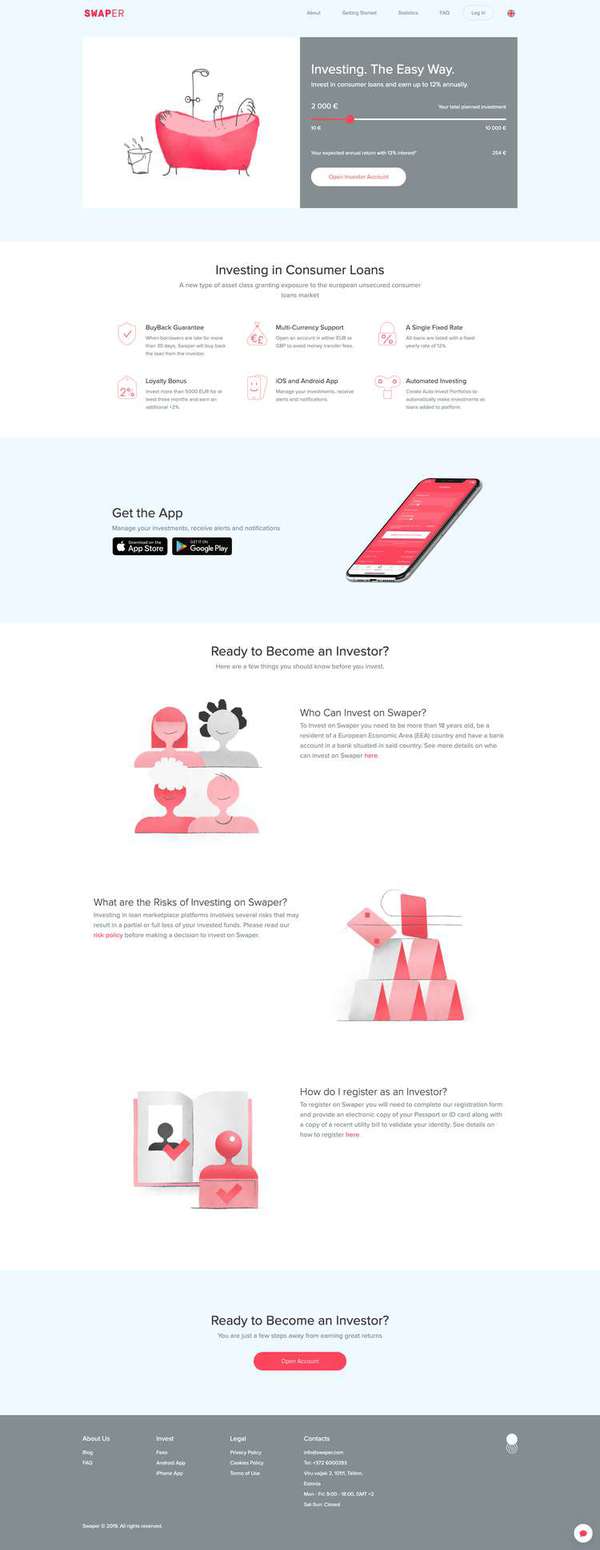 SWAPER
About Getting Started Statistics FAQ Log In
Investing. The Easy Way.
Invest in consumer loans and earn up to 12% annually.
2 000 € Your total planned investment
10 € 10 000 €
Your expected annual return with 12% interest* 254 €
Open Investor Account
Investing in Consumer Loans
A new type of asset class granting exposure to the european unsecured consumer
loans market
BuyBack Guarantee
When borrowers are late for more
than 30 days, Swaper will buy back
the loan from the investor.
Multi-Currency Support
Open an account in either EUR or
GBP to avoid money transfer fees.
A Single Fixed Rate
All loans are listed with a fixed
yearly rate of 12%.
Loyalty Bonus
Invest more than 5000 EUR for at
least three months and earn an
additional +2%
iOS and Android App
Manage your investments, receive
alerts and notifications
Automated Investing
Create Auto-Invest Portfolios to
automatically make investments as
loans added to platform
2%
%
€£
Get the App
Manage your investments, receive alerts and notifications
Download on the
App Store
GET IT ON
Google Play
Ready to Become an Investor?
Here are a few things you should know before you invest.
Who Can Invest on Swaper?
To Invest on Swaper you need to be more than 18 years old, be a
resident of a European Economic Area (EEA) country and have a bank
account in a bank situated in said country. See more details on who
can invest on Swaper here.
What are the Risks of Investing on Swaper?
Investing in loan marketplace platforms involves several risks that may
result in a partial or full loss of your invested funds. Please read our
risk policy before making a decision to invest on Swaper.
How do I register as an Investor?
To register on Swaper you will need to complete our registration form
and provide an electronic copy of your Passport or ID card along with
a copy of a recent utility bill to validate your identity. See details on
how to register here
Ready to Become an Investor?
You are just a few steps away from earning great returns
Open Account
About Us
Blog
FAQ
Invest
Fees
Android App
iPhone App
Legal
Privacy Policy
Cookies Policy
Terms of Use
Contacts
info@swaper.com
Tel: +372 6000393
Viru väljak 2, 10111, Tallinn,
Estonia
Mon - Fri: 9:00 - 18:00, GMT +2
Sat-Sun: Closed
Swaper © 2019. All rights reserved.